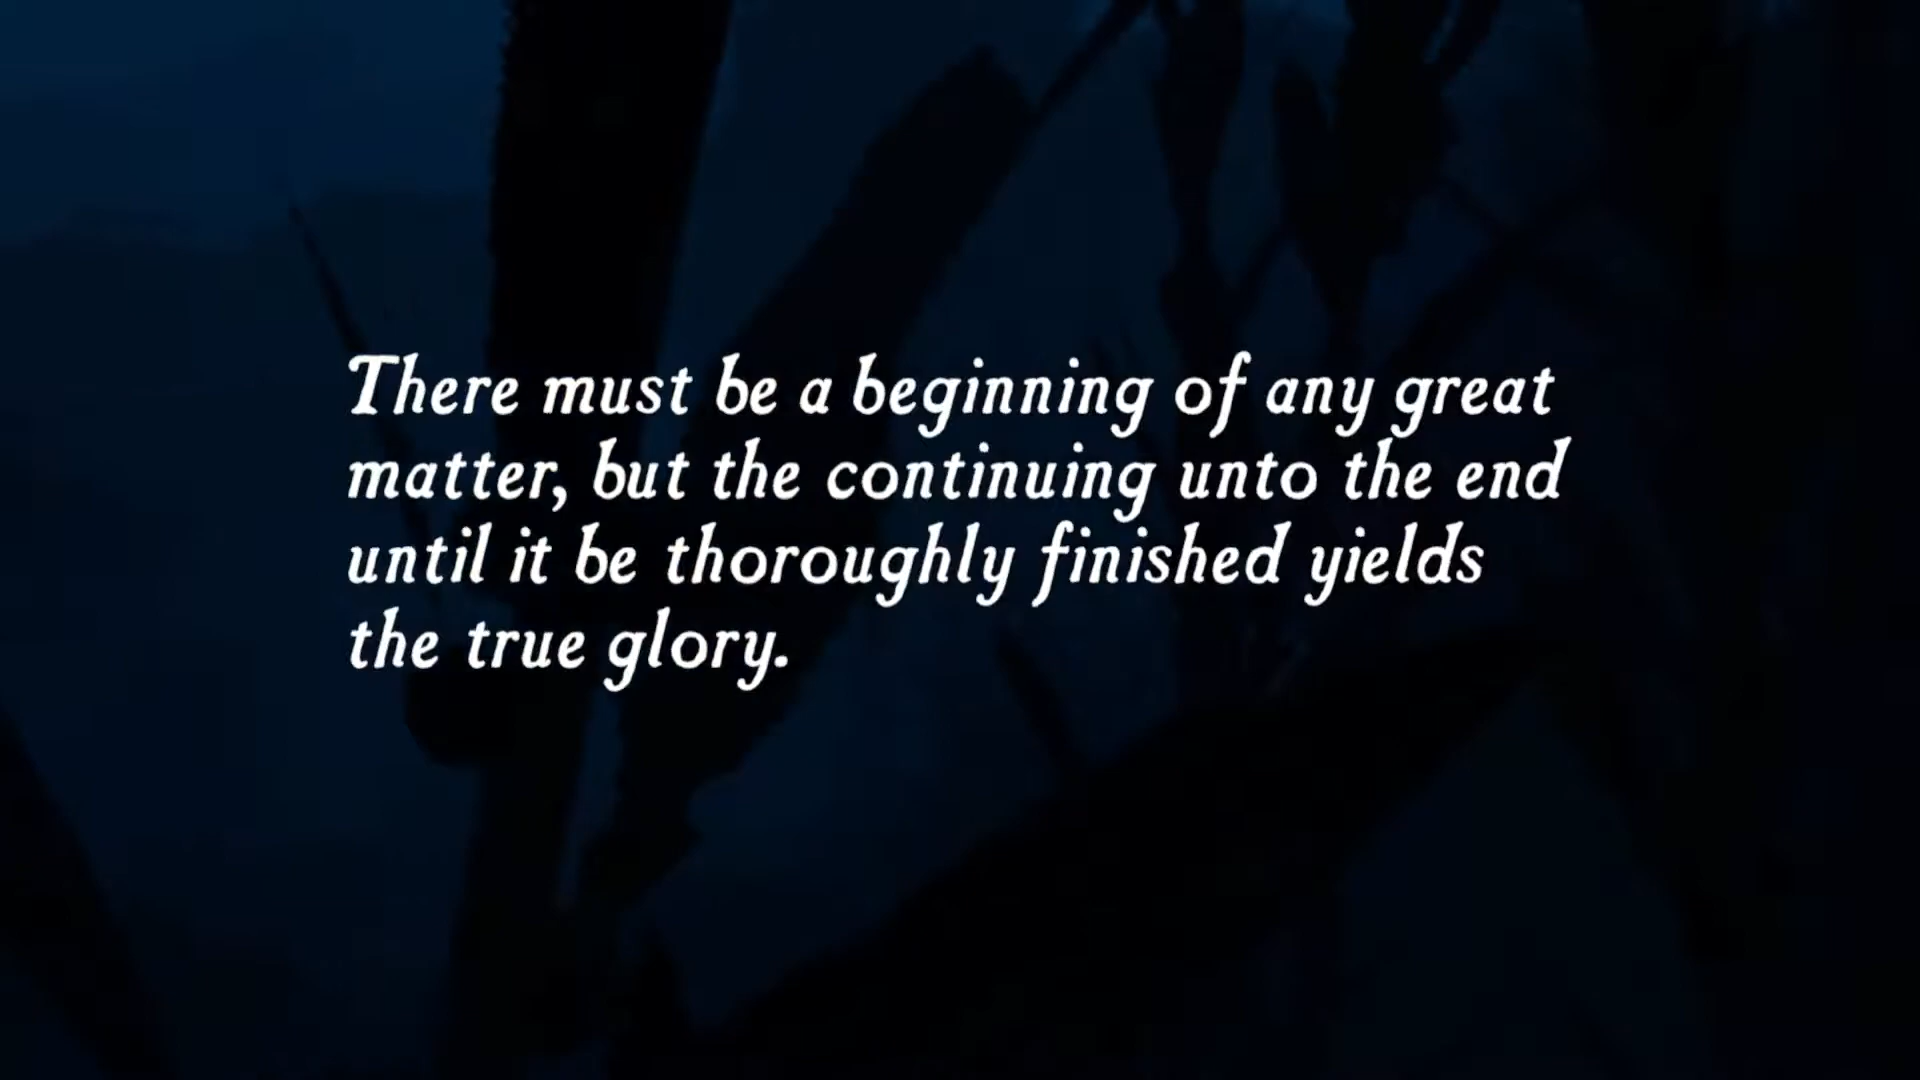 There must be a beginning of any great
matter, but the continuing unto the end
until it be thoroughly finished yields
the true glory.